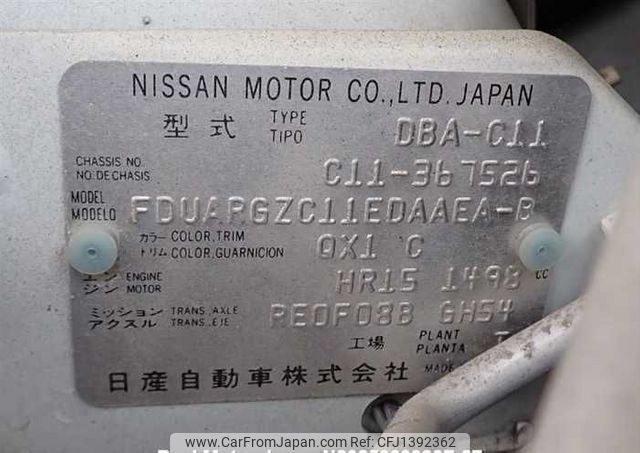 NISSAN MOTOR CO.,LTD. JAPAN
型式 TYPE TIPO DBA-C11
CHASSIS NO. NO. DE CHASIS C11-367526
MODEL MODELO FDUARGZC11EDAAEA-B
カラー COLOR,TRIM
トリム COLOR,GUARNICION QX1 C
エン ENGINE
ジン MOTOR HR15 1498 CC
ミッション TRANS. AXLE
アクスル TRANS. EJE RE0F08B GH54
工場 PLANT PLANTA
日産自動車株式会社 MADE
www.CarFromJapan.com | Stock ID: CFJ1392362